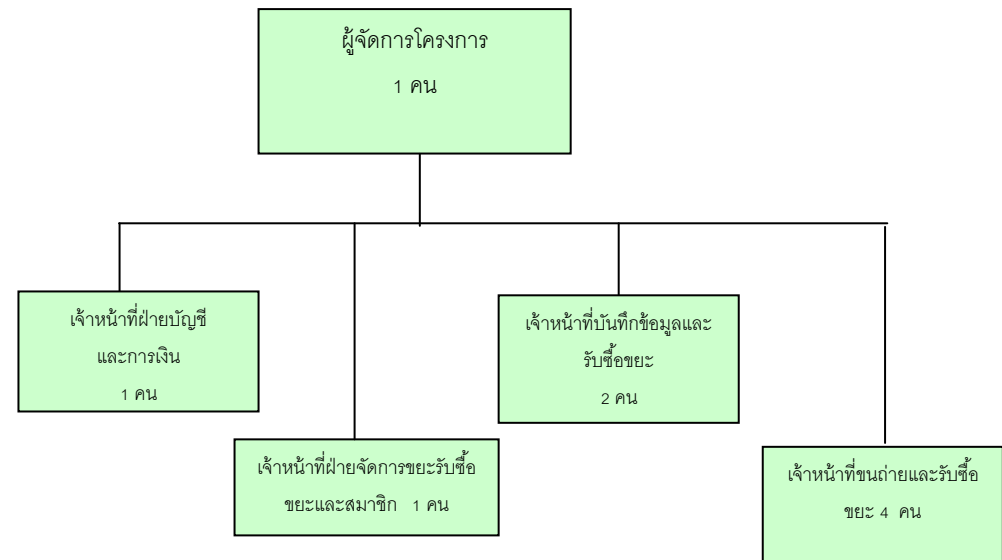 ผู้จัดการโครงการ
1 คน
เจ้าหน้าที่ฝ่ายบัญชี
และการเงิน
1 คน
เจ้าหน้าที่ฝ่ายจัดการขยะรับซื้อ
ขยะและสมาชิก 1 คน
เจ้าหน้าที่บันทึกข้อมูลและ
รับซื้อขยะ
2 คน
เจ้าหน้าที่ขนถ่ายและรับซื้อ
ขยะ 4 คน